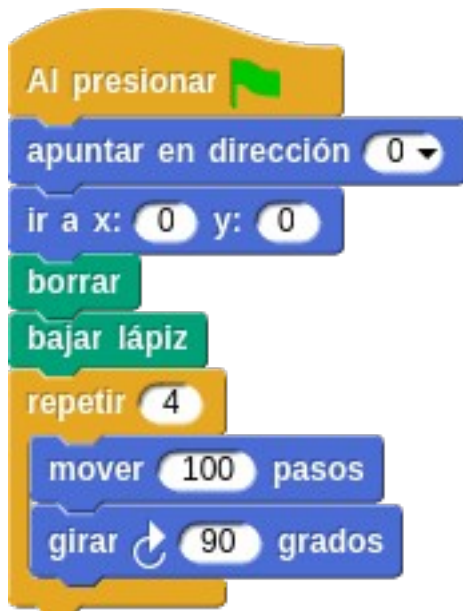 Al presionar
apuntar en dirección 0
ir a x: 0 y: 0
borrar
bajar lápiz
repetir 4
mover 100 pasos
girar 90 grados